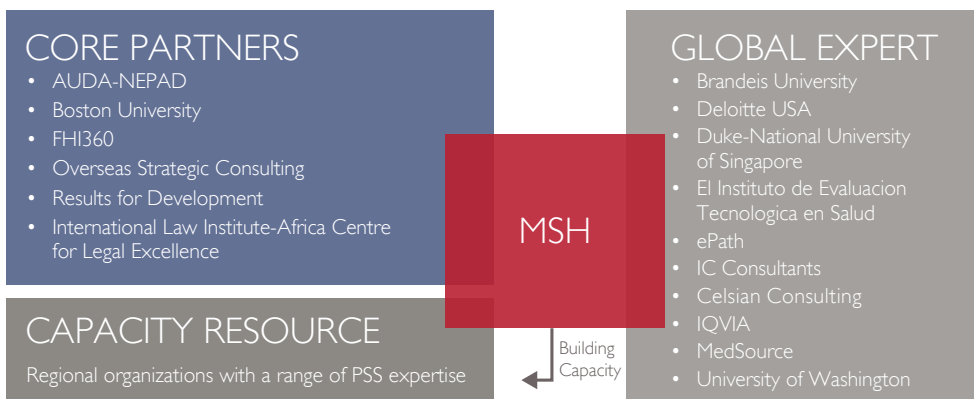 CORE PARTNERS
• AUDA-NEPAD
• Boston University
• FHI360
• Overseas Strategic Consulting
• Results for Development
• International Law Institute-Africa Centre
for Legal Excellence
CAPACITY RESOURCE
Regional organizations with a range of PSS expertise
MSH
Building
Capacity
GLOBAL EXPERT
• Brandeis University
• Deloitte USA
• Duke-National University
of Singapore
• El Instituto de Evaluacion
Tecnologica en Salud
• ePath
• IC Consultants
• Celsian Consulting
• IQVIA
• MedSource
• University of Washington